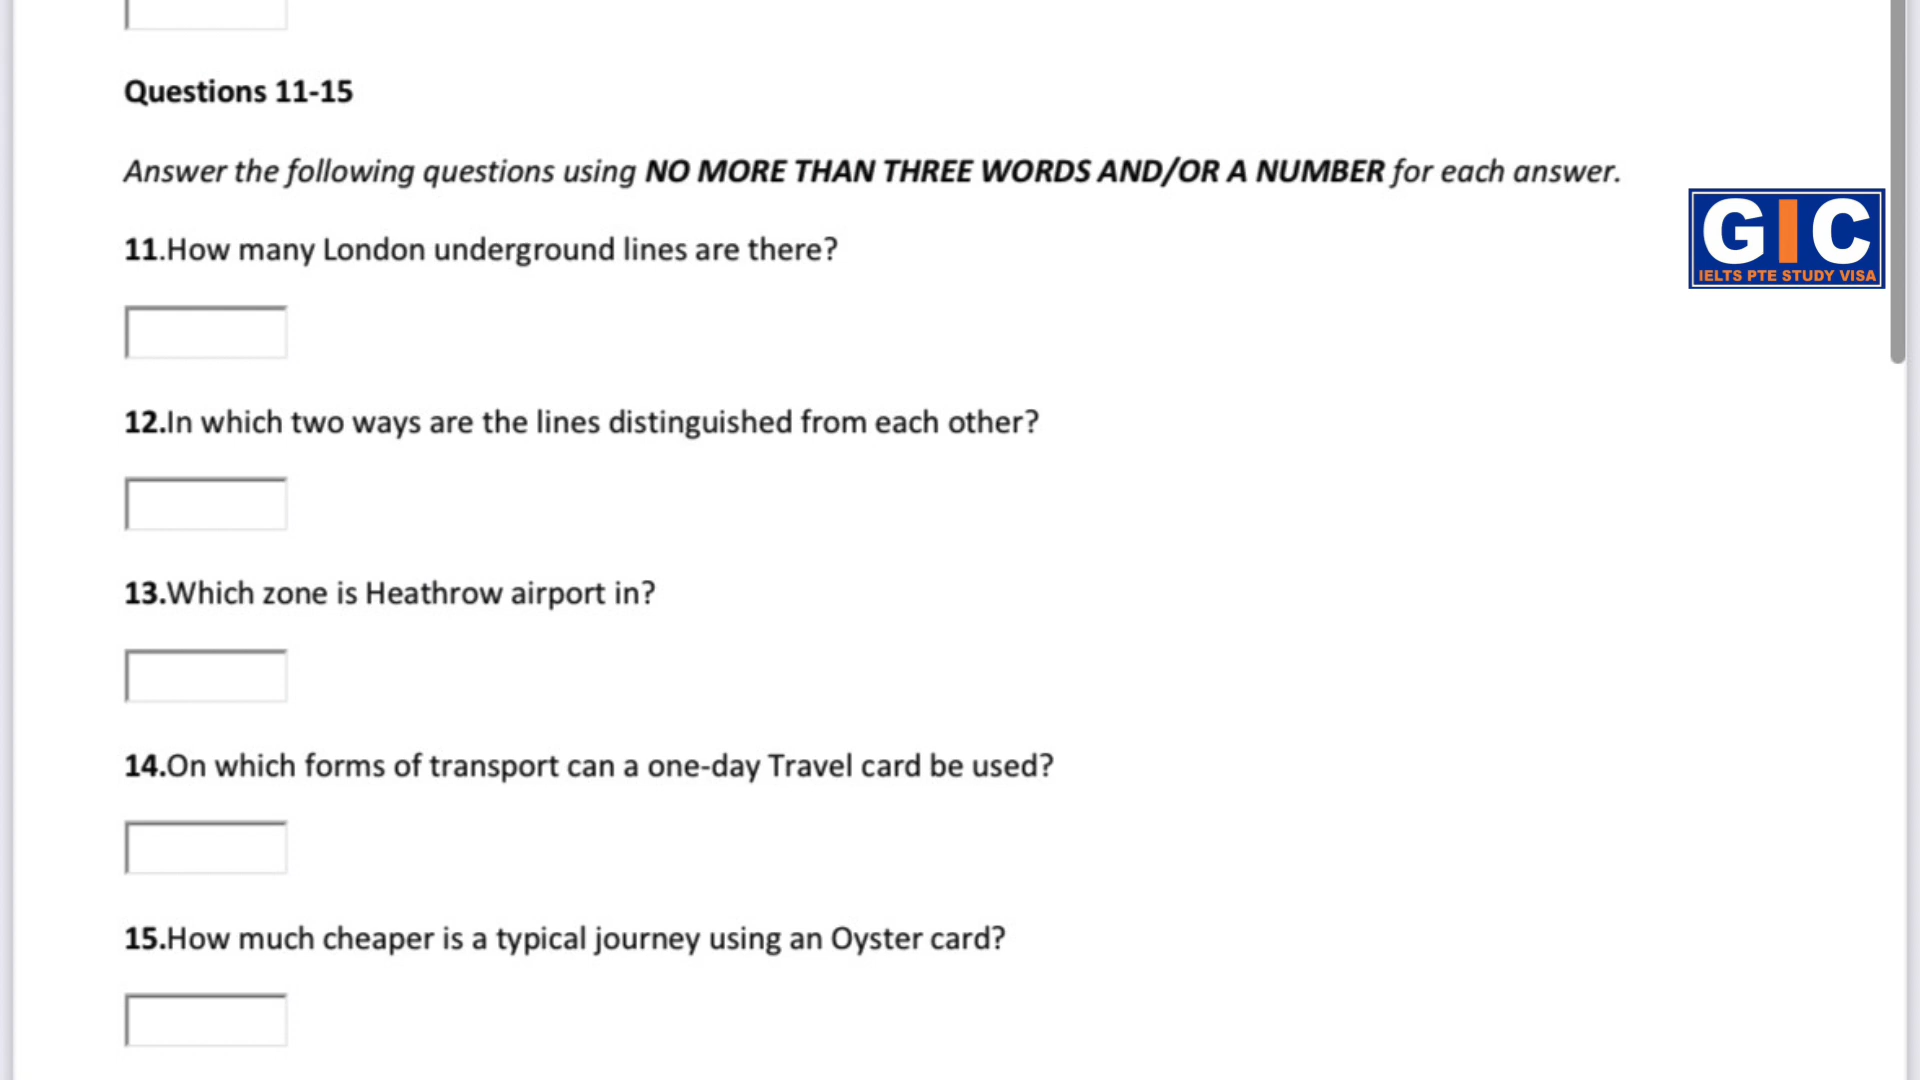 Questions 11-15
Answer the following questions using NO MORE THAN THREE WORDS AND/OR A NUMBER for each answer.
GIC
IELTS PTE STUDY VISA
11.How many London underground lines are there?
12.In which two ways are the lines distinguished from each other?
13.Which zone is Heathrow airport in?
14.On which forms of transport can a one-day Travel card be used?
15.How much cheaper is a typical journey using an Oyster card?